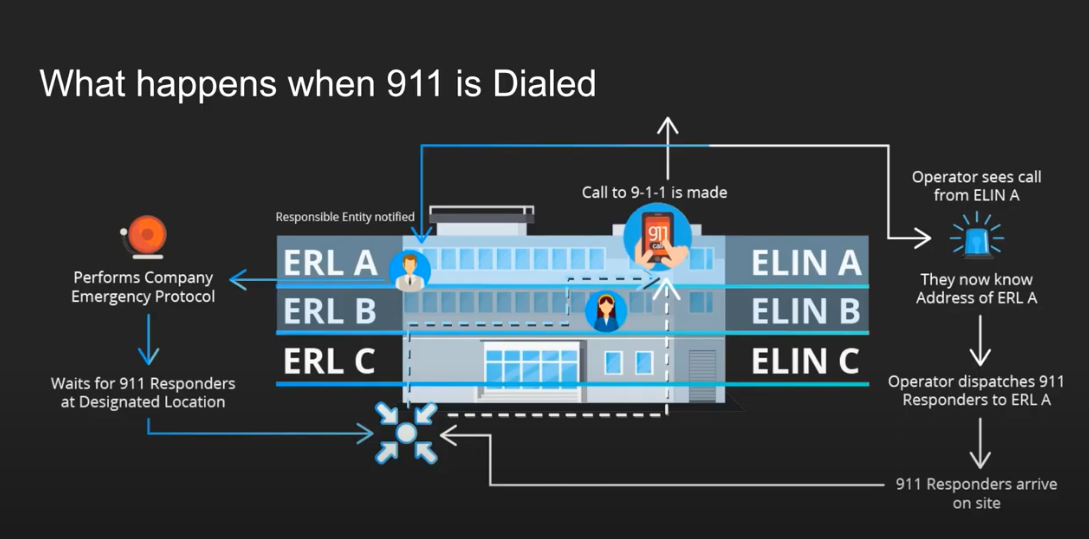 What happens when 911 is Dialed
Call to 9-1-1 is made
Operator sees call
from ELIN A
Responsible Entity notified
911
call
ERL A
ELIN A
Performs Company
Emergency Protocol
They now know
Address of ERL A
ERL B
ELIN B
ERL C
ELIN C
Waits for 911 Responders
at Designated Location
Operator dispatches 911
Responders to ERL A
911 Responders arrive
on site